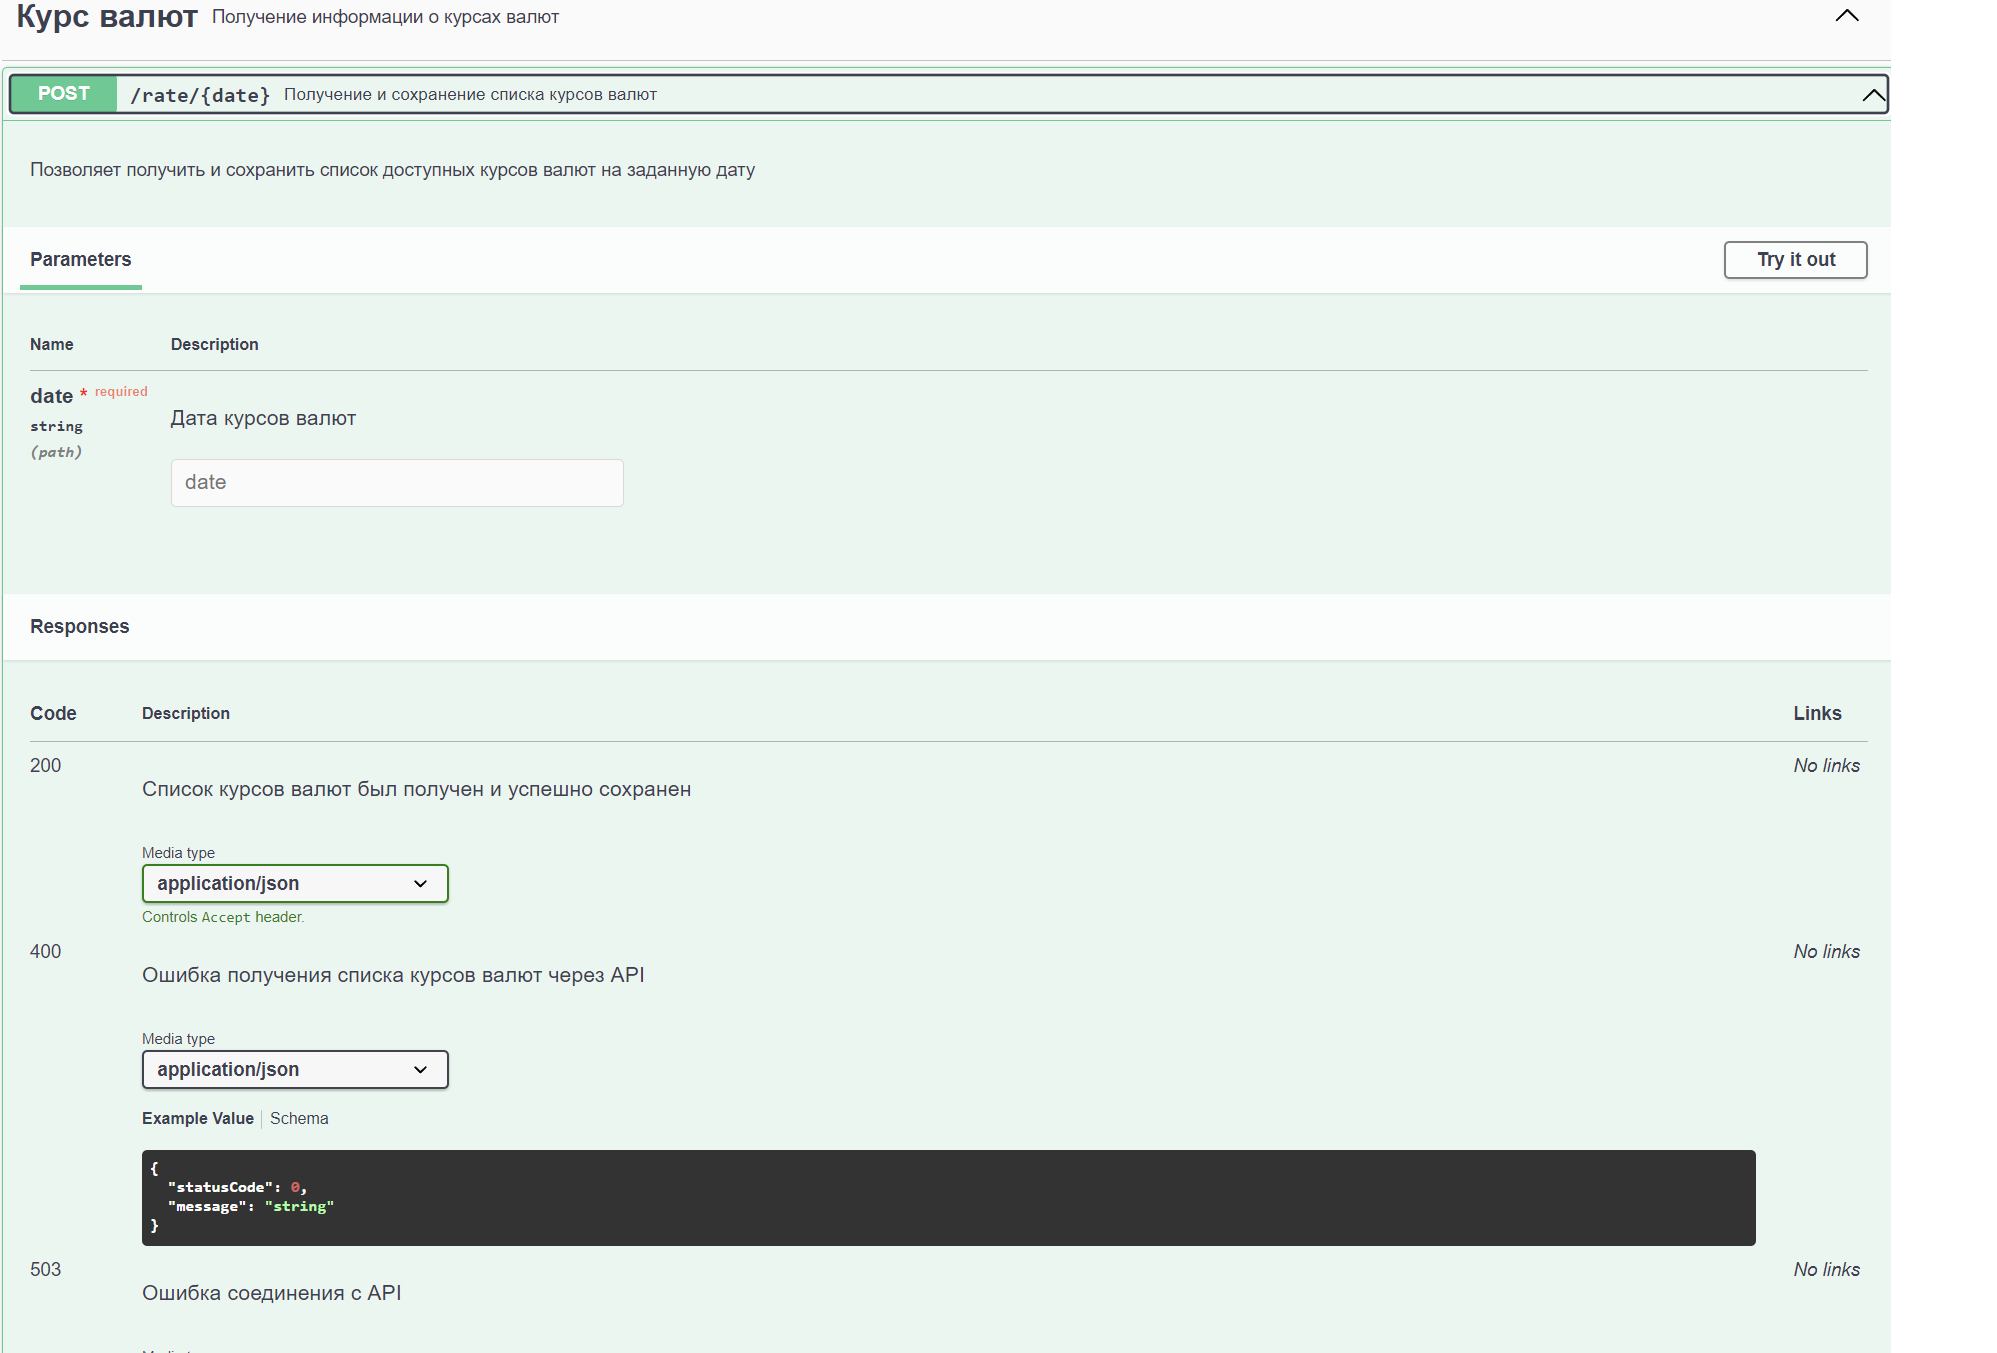 Курс валют Получение информации о курсах валют
POST /rate/{date} Получение и сохранение списка курсов валют
Позволяет получить и сохранить список доступных курсов валют на заданную дату
Parameters
Try it out
Name Description
date * required
string
(path)
Дата курсов валют
date
Responses
Code Description Links
200 No links
Список курсов валют был получен и успешно сохранен
Media type
application/json
Controls Accept header.
400 No links
Ошибка получения списка курсов валют через API
Media type
application/json
Example Value Schema
{
"statusCode": 0,
"message": "string"
}
503 No links
Ошибка соединения с API